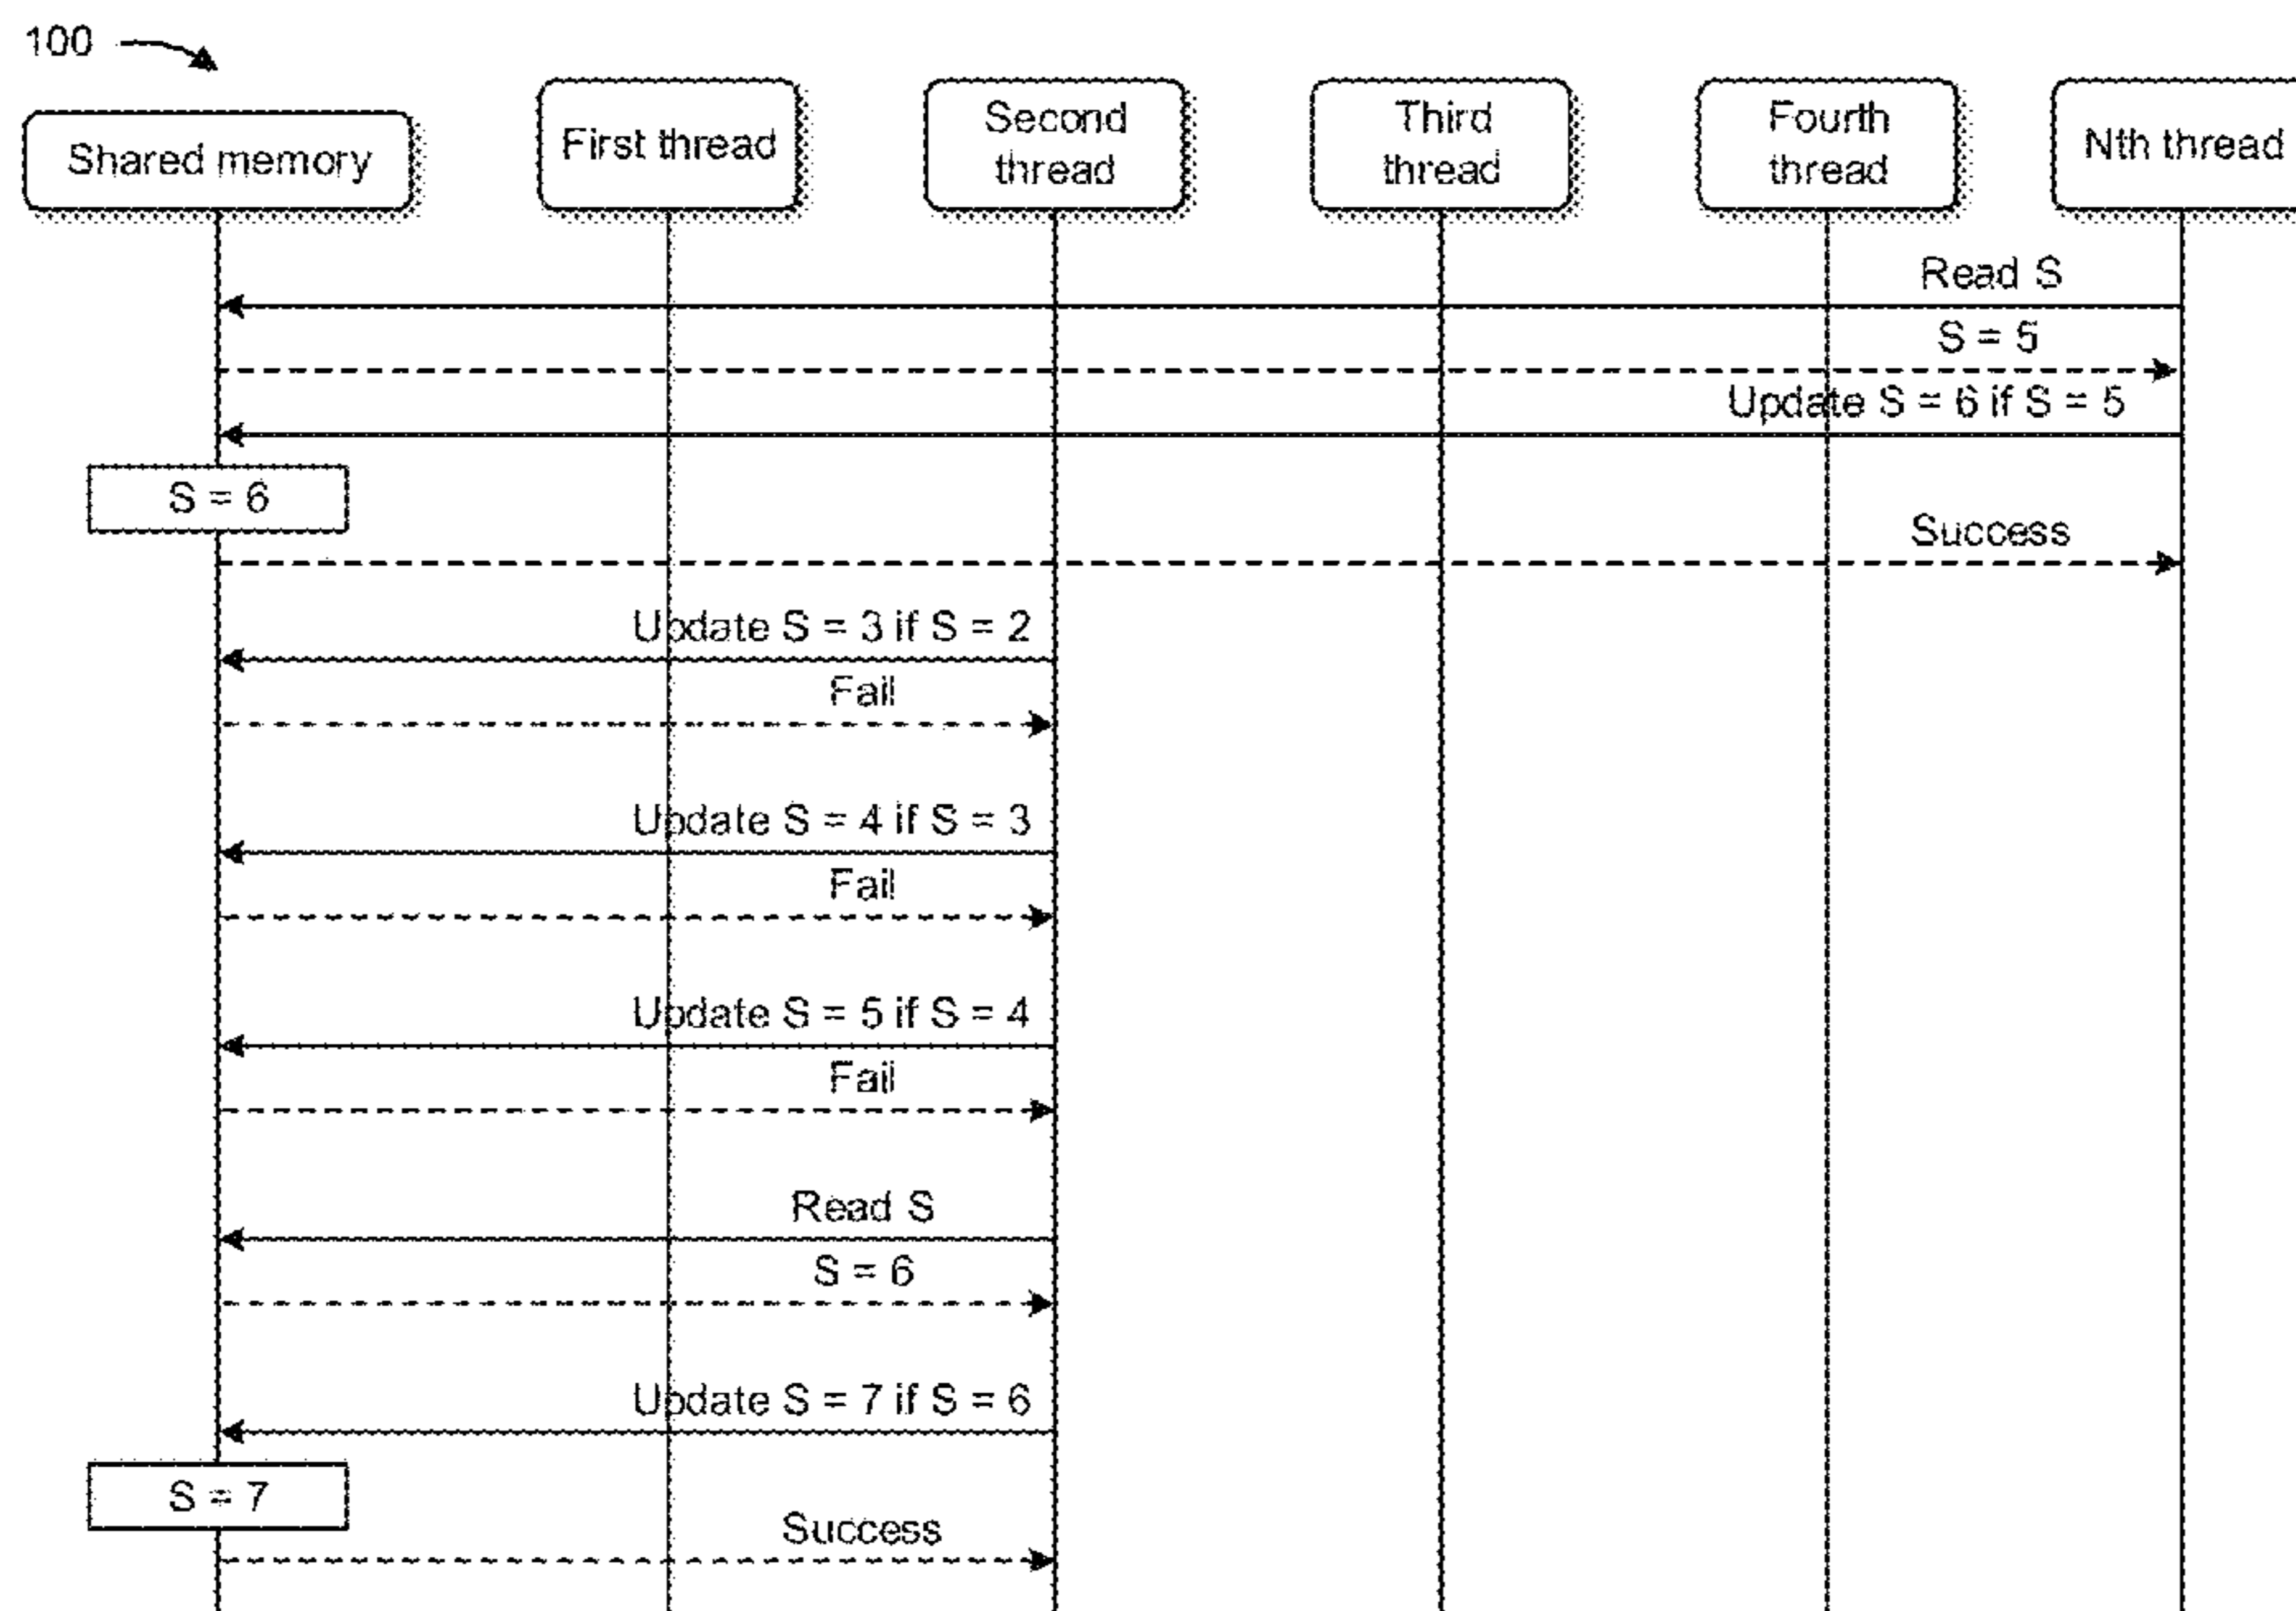 100
Shared memory
First thread
Second
thread
Third
thread
Fourth
thread
Nth thread
Read S
S = 5
Update S = 6 if S = 5
S = 6
Success
Update S = 3 if S = 2
Fail
Update S = 4 if S = 3
Fail
Update S = 5 if S = 4
Fail
Read S
S = 6
Update S = 7 if S = 6
S = 7
Success